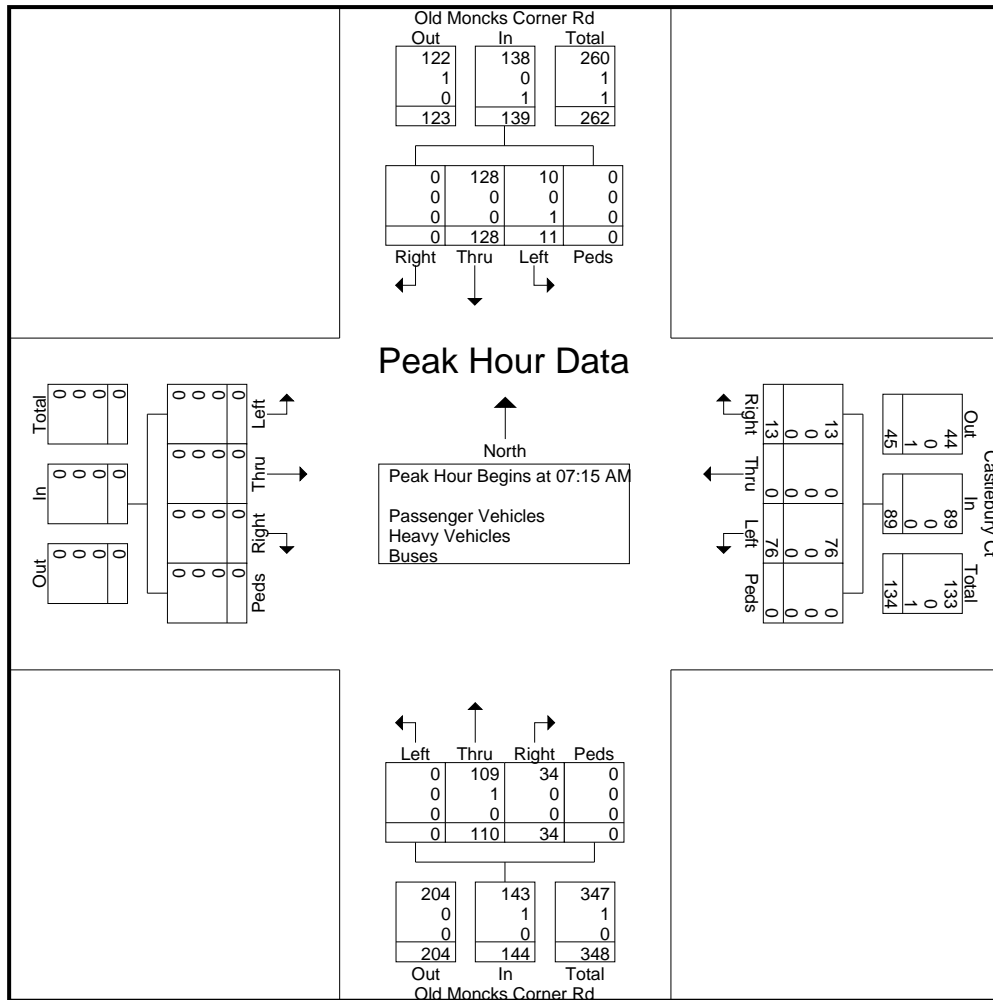 Old Moncks Corner Rd
Out In Total
122 138 260
1 0 1
0 1 1
123 139 262
0 128 10 0
0 0 0 0
0 0 1 0
0 128 11 0
Right Thru Left Peds
Peak Hour Data
North
Peak Hour Begins at 07:15 AM
Passenger Vehicles
Heavy Vehicles
Buses
Total In Out
0 0 0
0 0 0
0 0 0
0 0 0
0 0 0 0
0 0 0 0
0 0 0 0
0 0 0 0
Left Thru Right Peds
Right Thru Left Peds
13 0 76 0
0 0 0 0
0 0 0 0
13 0 76 0
Castlebury Ct
Out In Total
44 89 133
0 0 0
1 0 1
45 89 134
Left Thru Right Peds
0 109 34 0
0 1 0 0
0 0 0 0
0 110 34 0
204 143 347
0 1 1
0 0 0
204 144 348
Out In Total
Old Moncks Corner Rd